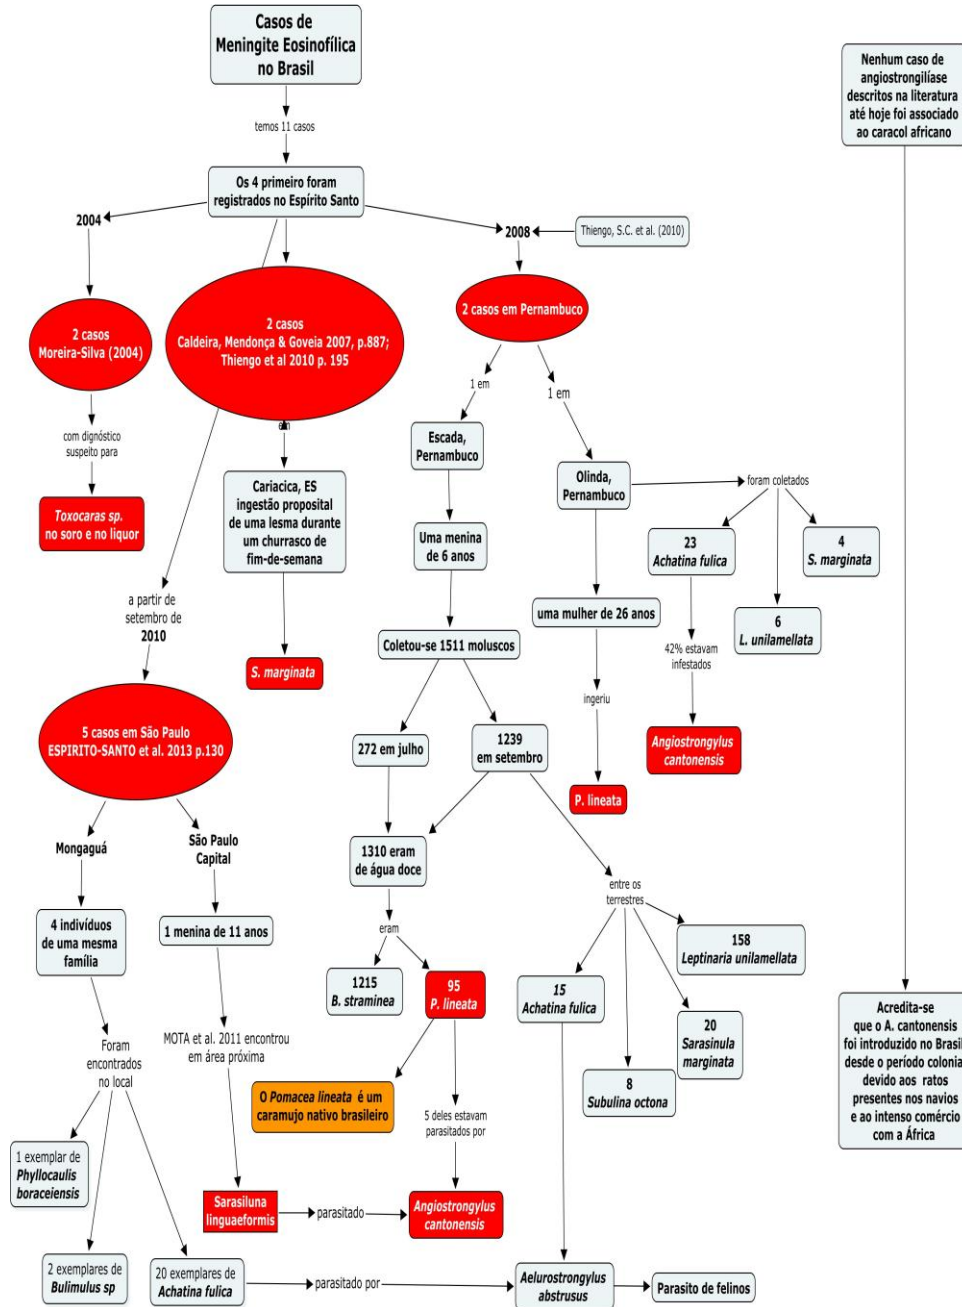 Casos de
Meningite Eosinofílica
no Brasil
temos 11 casos
Os 4 primeiro foram
registrados no Espírito Santo
2004
2 casos
Moreira-Silva (2004)
com dignóstico
suspeito para
Toxocaras sp.
no soro e no liquor
2 casos
Caldeira, Mendonça & Goveia 2007, p.887;
Thiengo et al 2010 p. 195
em
Cariacica, ES
ingestão proposital
de uma lesma durante
um churrasco de
fim-de-semana
S. marginata
2008
Thiengo, S.C. et al. (2010)
2 casos em Pernambuco
1 em
Escada,
Pernambuco
Uma menina
de 6 anos
Coletou-se 1511 moluscos
272 em julho
1239
em setembro
1310 eram
de água doce
eram
1215
B. straminea
95
P. lineata
O Pomacea lineata é um
caramujo nativo brasileiro
5 deles estavam
parasitados por
Angiostongylus
cantonensis
entre os
terrestres
15
Achatina fulica
8
Subulina octona
20
Sarasinula
marginata
158
Leptinaria unilamellata
1 em
Olinda,
Pernambuco
uma mulher de 26 anos
ingeriu
P. lineata
foram coletados
23
Achatina fulica
42% estavam
infestados
Angiostrongylus
cantonensis
6
L. unilamellata
4
S. marginata
a partir de
setembro de
2010
5 casos em São Paulo
ESPIRITO-SANTO et al. 2013 p.130
Mongaguá
4 indivíduos
de uma mesma
família
Foram
encontrados
no local
1 exemplar de
Phyllocaulis
boraceiensis
2 exemplares de
Bulimulus sp
20 exemplares de
Achatina fulica
parasitado por
Aelurostrongylus
abstrusus
Parasito de felinos
São Paulo
Capital
1 menina de 11 anos
MOTA et al. 2011 encontrou
em área próxima
Sarasiluna
linguaeformis
parasitado
Nenhum caso de
angiostrongilíase
descritos na literatura
até hoje foi associado
ao caracol africano
Acredita-se
que o A. cantonensis
foi introduzido no Brasil
desde o período colonia
devido aos ratos
presentes nos navios
e ao intenso comércio
com a África